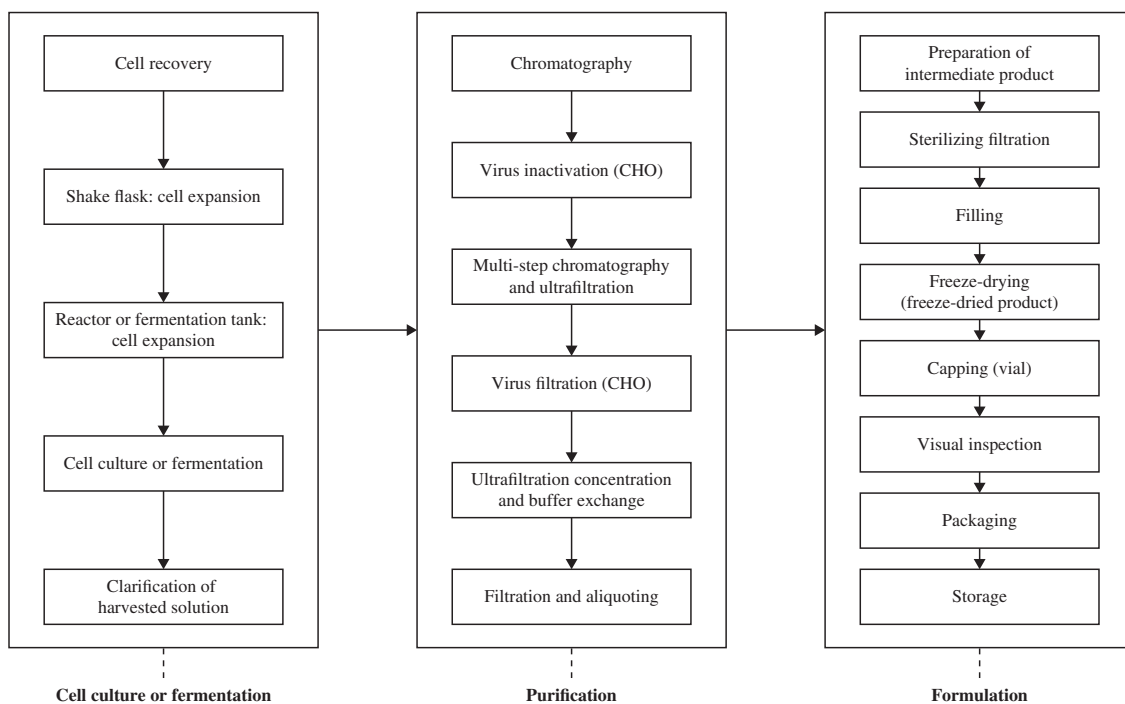 Cell recovery
Shake flask: cell expansion
Reactor or fermentation tank:
cell expansion
Cell culture or fermentation
Clarification of
harvested solution
Cell culture or fermentation
Chromatography
Virus inactivation (CHO)
Multi-step chromatography
and ultrafiltration
Virus filtration (CHO)
Ultrafiltration concentration
and buffer exchange
Filtration and aliquoting
Purification
Preparation of
intermediate product
Sterilizing filtration
Filling
Freeze-drying
(freeze-dried product)
Capping (vial)
Visual inspection
Packaging
Storage
Formulation